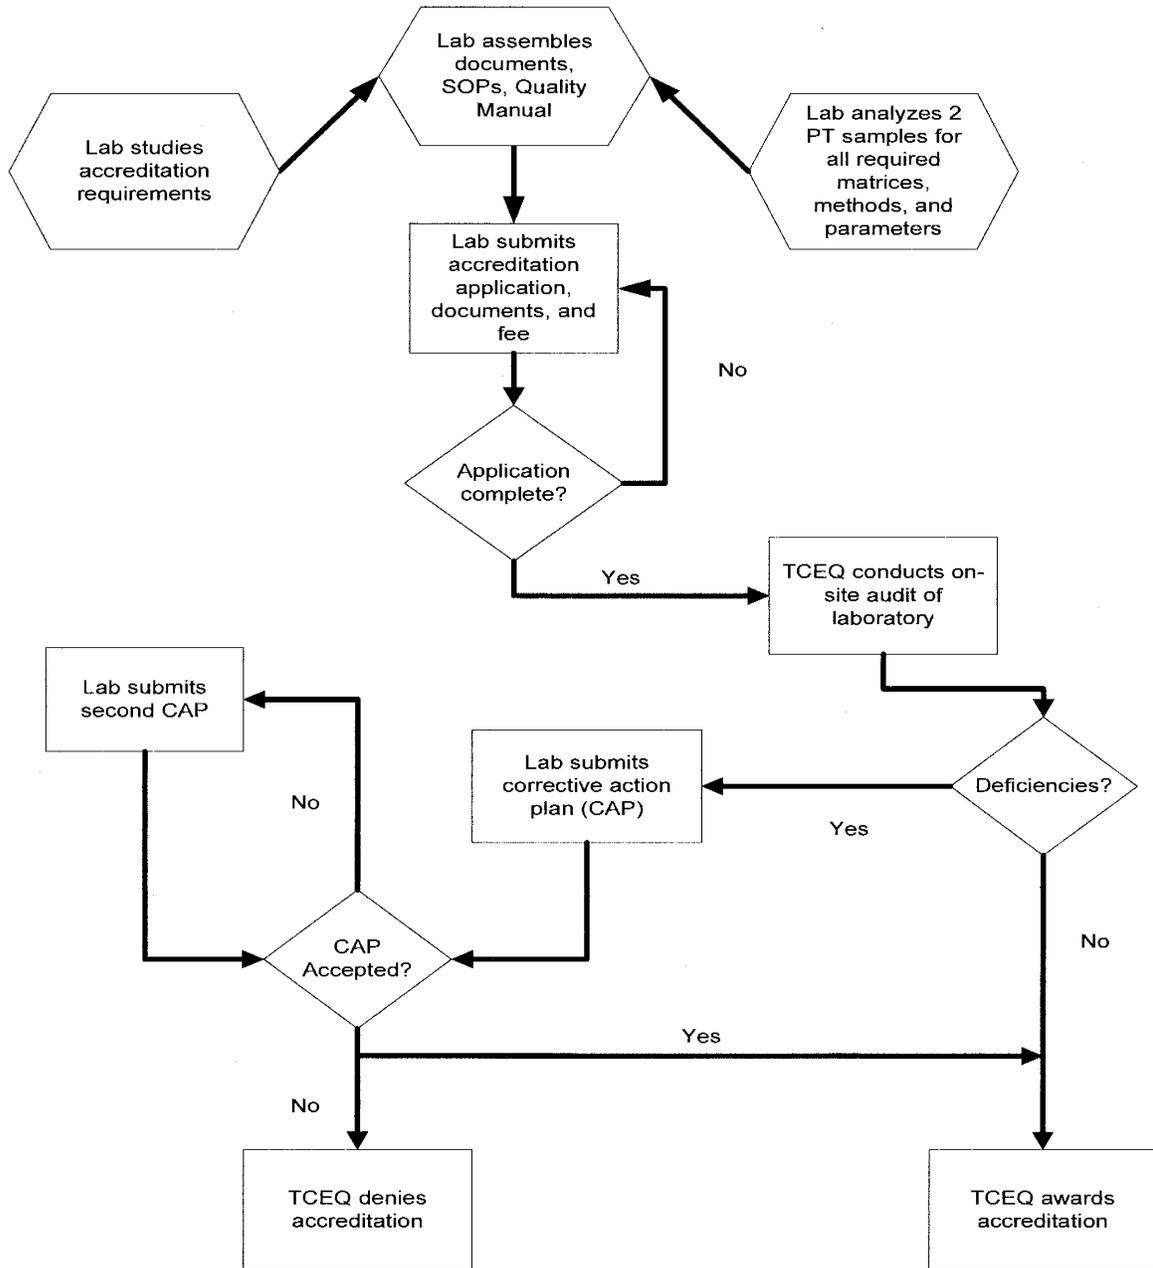 Lab assembles
documents,
SOPs, Quality
Manual
Lab studies
accreditation
requirements
Lab analyzes 2
PT samples for
all required
matrices,
methods, and
parameters
Lab submits
accreditation
application,
documents, and
fee
No
Application
complete?
Yes
TCEQ conducts on-
site audit of
laboratory
Lab submits
second CAP
Lab submits
corrective action
plan (CAP)
Deficiencies?
No
Yes
CAP
Accepted?
No
Yes
No
TCEQ denies
accreditation
TCEQ awards
accreditation